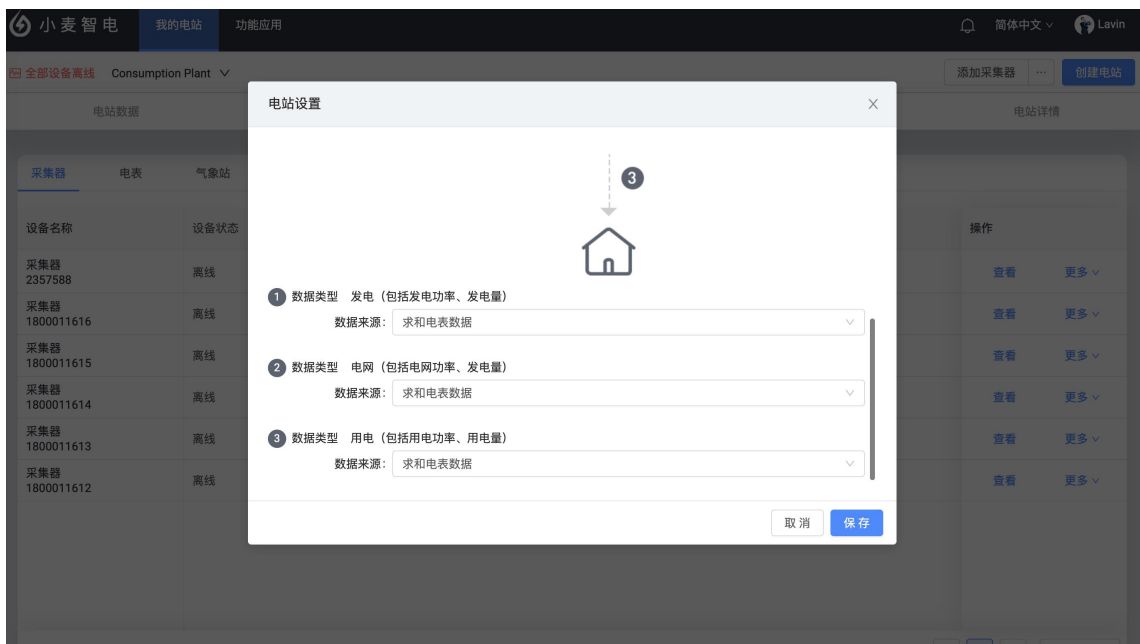 小麦智电 我的电站 功能应用 简体中文 Lavin
全部设备离线 Consumption Plant 添加采集器 ... 创建电站
电站数据 电站详情
电站设置
3
采集器 电表 气象站
设备名称 设备状态 操作
采集器
2357588 离线 查看 更多
采集器
1800011616 离线 查看 更多
采集器
1800011615 离线 查看 更多
采集器
1800011614 离线 查看 更多
采集器
1800011613 离线 查看 更多
采集器
1800011612 离线 查看 更多
1 数据类型 发电（包括发电功率、发电量）
数据来源： 求和电表数据
2 数据类型 电网（包括电网功率、发电量）
数据来源： 求和电表数据
3 数据类型 用电（包括用电功率、用电量）
数据来源： 求和电表数据
取消 保存